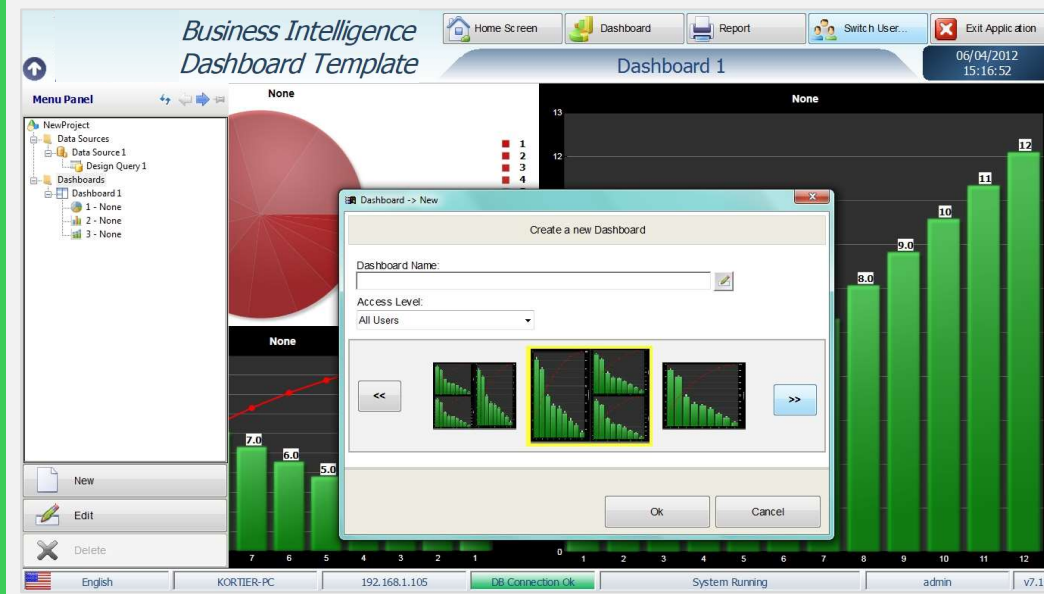 Business Intelligence
Dashboard Template
Home Screen
Dashboard
Report
Switch User...
Exit Application
Dashboard 1
06/04/2012
15:16:52
Menu Panel
NewProject
Data Sources
Data Source 1
Design Query 1
Dashboards
Dashboard 1
1 - None
2 - None
3 - None
New
Edit
Delete
None
1
2
3
4
None
13
12
12
11
10
9.0
8.0
0
1 2 3 4 5 6 7 8 9 10 11 12
None
7.0
6.0
5.0
7 6 5 4 3 2 1
Dashboard -> New
Create a new Dashboard
Dashboard Name:
Access Level:
All Users
<<
>>
Ok
Cancel
English
KORTIER-PC
192.168.1.105
DB Connection Ok
System Running
admin
v7.1